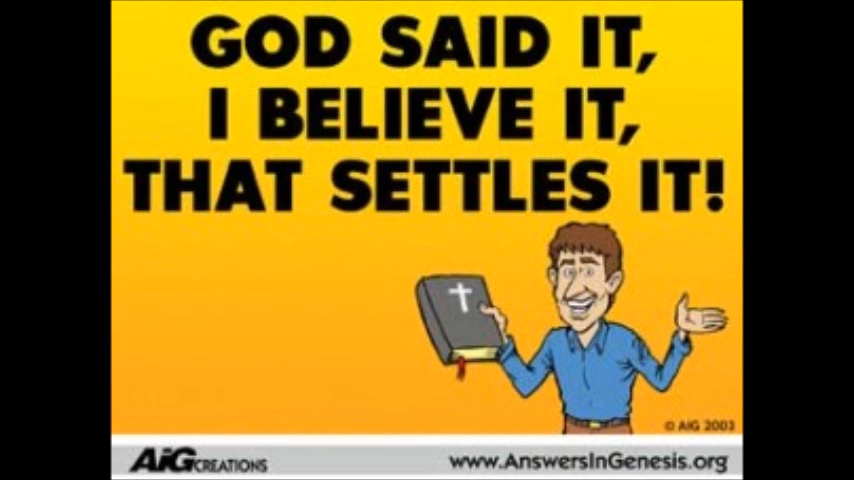 GOD SAID IT,
I BELIEVE IT,
THAT SETTLES IT!
© AIG 2003
AiG CREATIONS
www.AnswersInGenesis.org